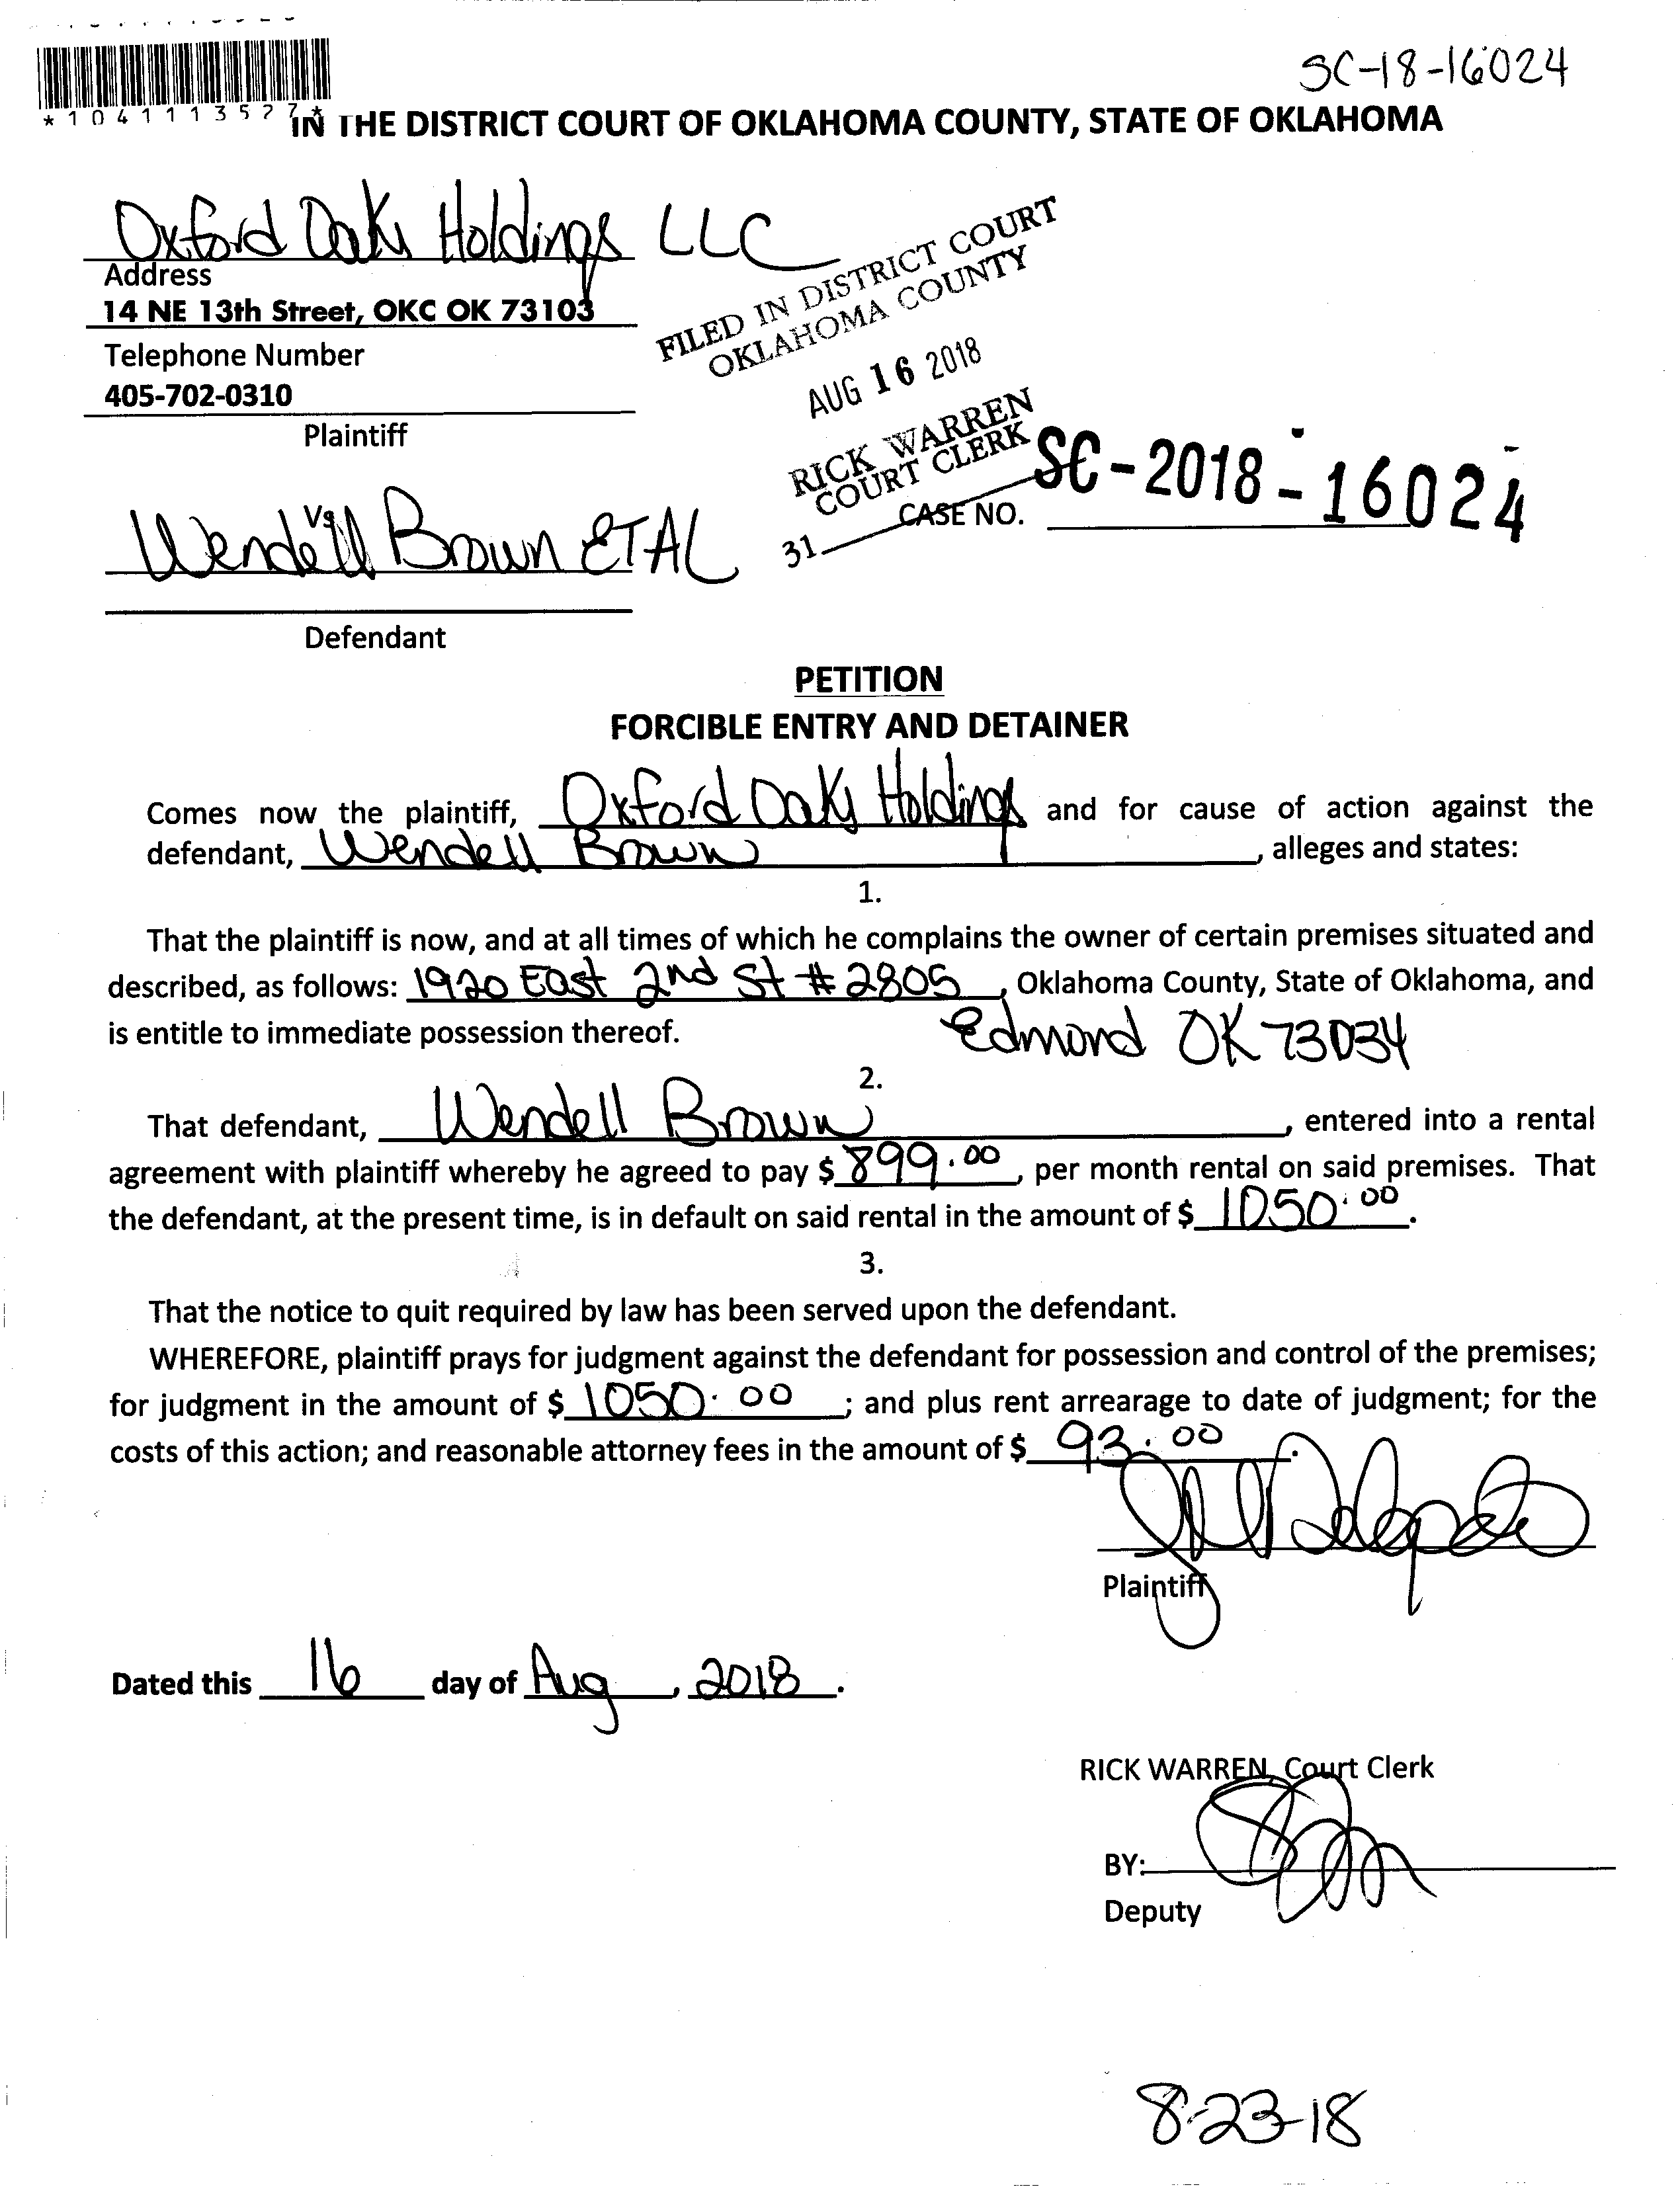 SC-18-16024
*1041113527*
IN THE DISTRICT COURT OF OKLAHOMA COUNTY, STATE OF OKLAHOMA
Oxford Oaks Holdings LLC
Address
14 NE 13th Street, OKC OK 73103
Telephone Number
405-702-0310
Plaintiff
FILED IN DISTRICT COURT
OKLAHOMA COUNTY
AUG 16 2018
RICK WARREN
COURT CLERK
31
CASE NO. SC-2018-16024
Vs
Wendell Brown ETAL
Defendant
PETITION
FORCIBLE ENTRY AND DETAINER
Comes now the plaintiff, Oxford Oaks Holdings and for cause of action against the
defendant, Wendell Brown, alleges and states:
1.
That the plaintiff is now, and at all times of which he complains the owner of certain premises situated and
described, as follows: 1920 East 2nd St # 2805, Oklahoma County, State of Oklahoma, and
is entitle to immediate possession thereof. Edmond OK 73034
2.
That defendant, Wendell Brown, entered into a rental
agreement with plaintiff whereby he agreed to pay $ 899.00, per month rental on said premises. That
the defendant, at the present time, is in default on said rental in the amount of $ 1050.00.
3.
That the notice to quit required by law has been served upon the defendant.
WHEREFORE, plaintiff prays for judgment against the defendant for possession and control of the premises;
for judgment in the amount of $ 1050.00; and plus rent arrearage to date of judgment; for the
costs of this action; and reasonable attorney fees in the amount of $ 93.00.
Plaintiff
Dated this 16 day of Aug, 2018.
RICK WARREN, Court Clerk
BY:
Deputy
8-23-18